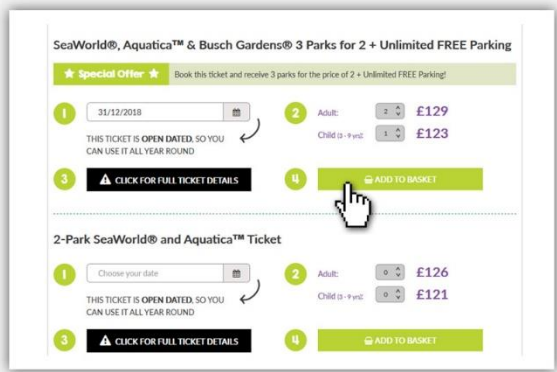 SeaWorld®, Aquatica™ & Busch Gardens® 3 Parks for 2 + Unlimited FREE Parking
★ Special Offer ★ Book this ticket and receive 3 parks for the price of 2 + Unlimited FREE Parking!
1 31/12/2018 2 Adult: 2 £129
Child (3 - 9 yrs): 1 £123
THIS TICKET IS OPEN DATED, SO YOU
CAN USE IT ALL YEAR ROUND
3 CLICK FOR FULL TICKET DETAILS 4 ADD TO BASKET
2-Park SeaWorld® and Aquatica™ Ticket
1 Choose your date 2 Adult: 0 £126
Child (3 - 9 yrs): 0 £121
THIS TICKET IS OPEN DATED, SO YOU
CAN USE IT ALL YEAR ROUND
3 CLICK FOR FULL TICKET DETAILS 4 ADD TO BASKET